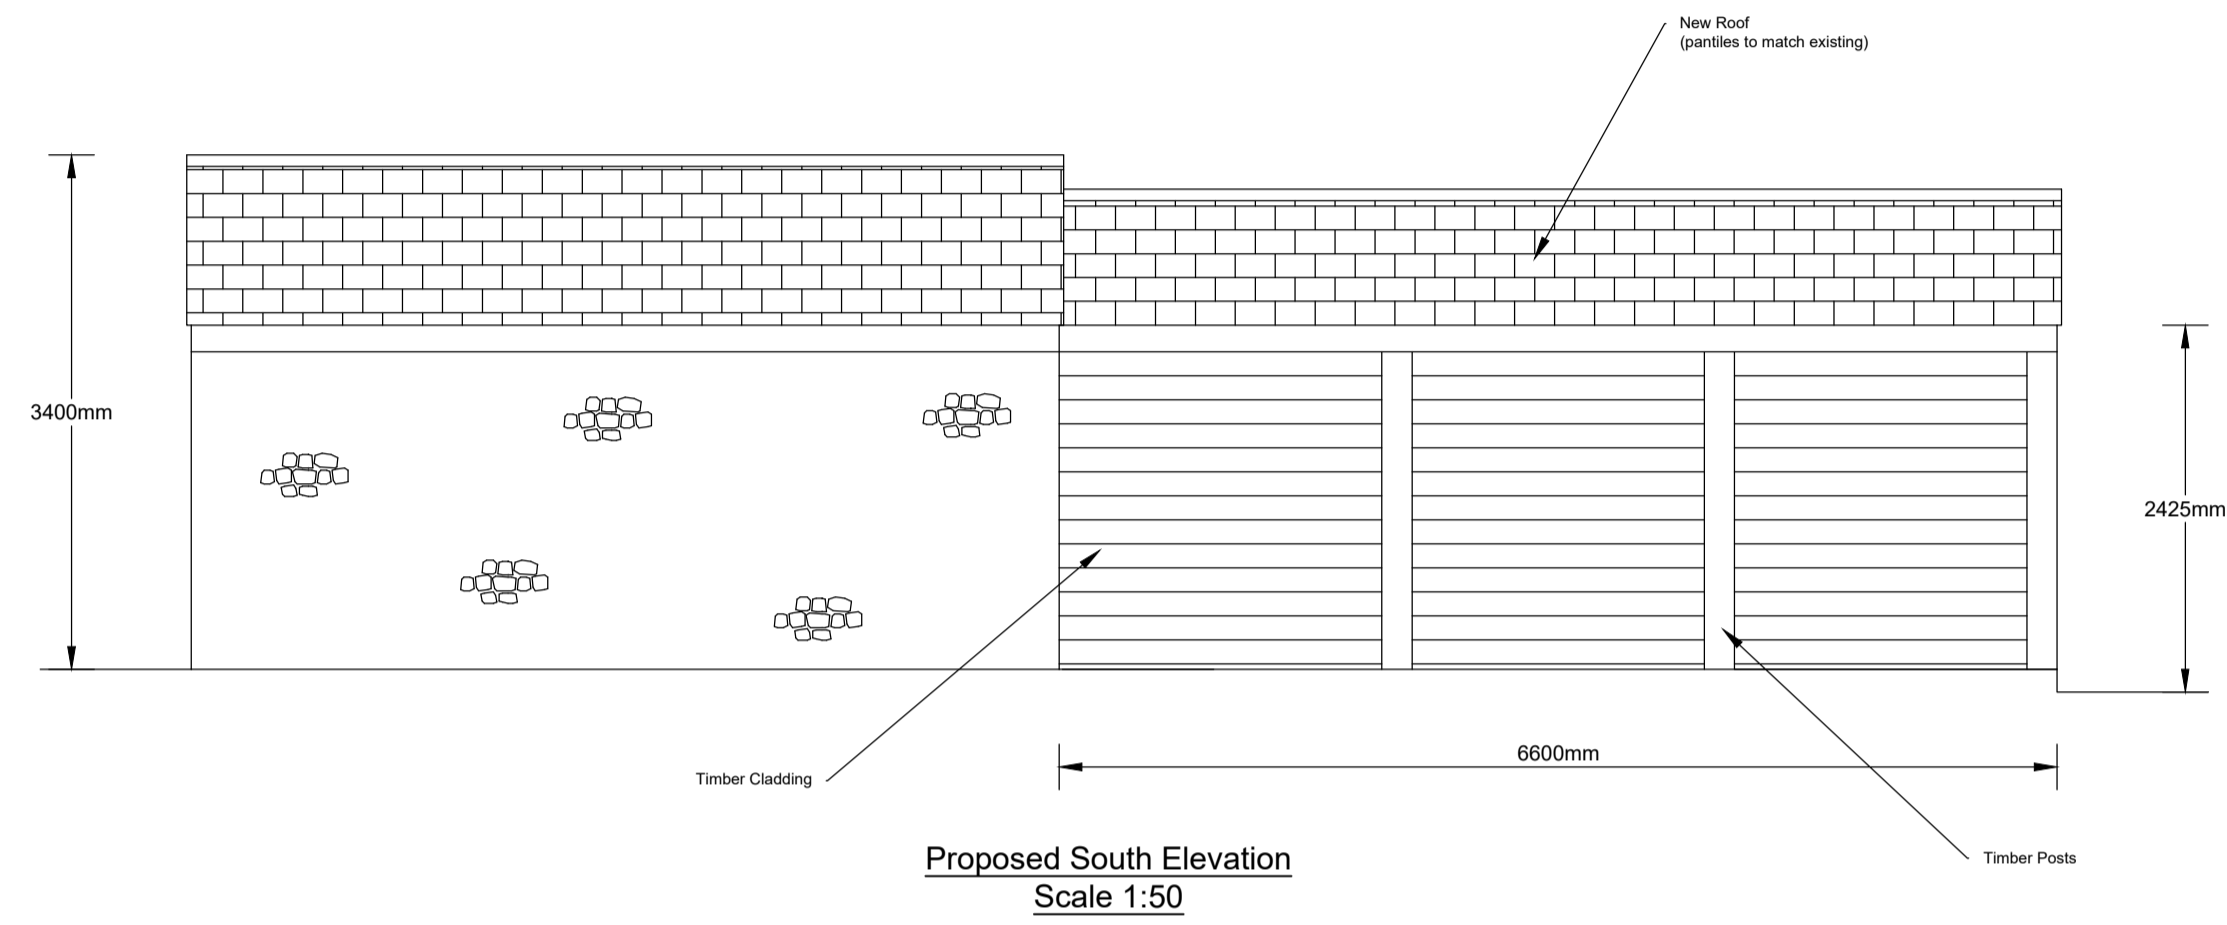 New Roof
(pantiles to match existing)
3400mm
2425mm
6600mm
Timber Cladding
Timber Posts
Proposed South Elevation
Scale 1:50